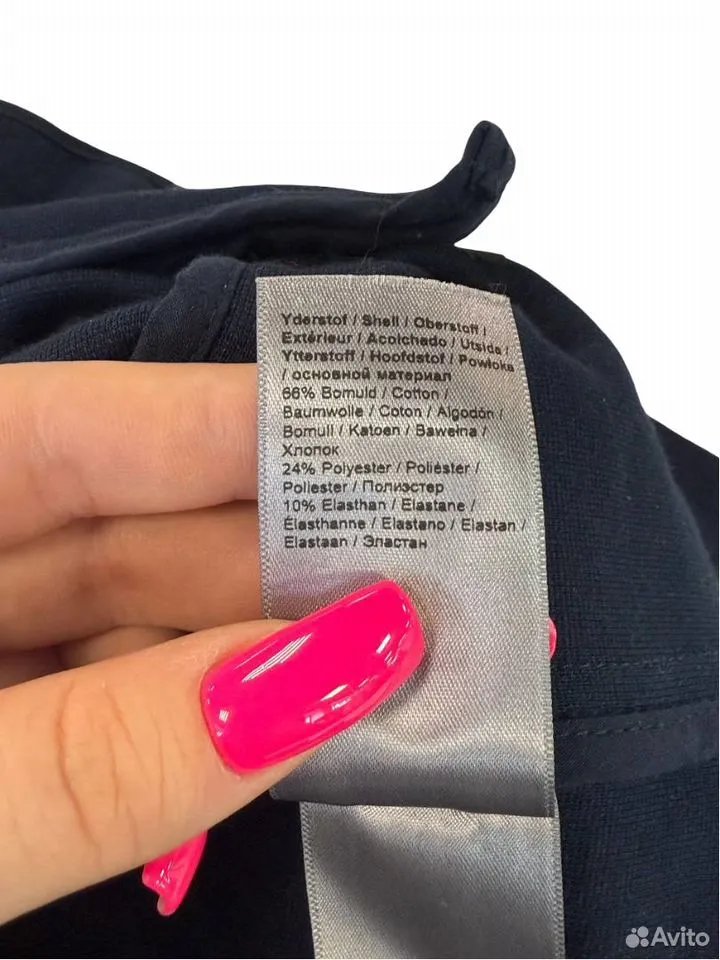 Yderstof / Shell / Oberstoff /
Extérieur / Acolchado / Utsida /
Ytterstoff / Hoofdstof / Powłoka
/ основной материал
66% Bomuld / Cotton /
Baumwolle / Coton / Algodón /
Bomull / Katoen / Bawełna /
Хлопок
24% Polyester / Poliéster /
Poliester / Полиэстер
10% Elasthan / Elastane /
Élasthanne / Elastano / Elastan /
Elastaan / Эластан
Avito